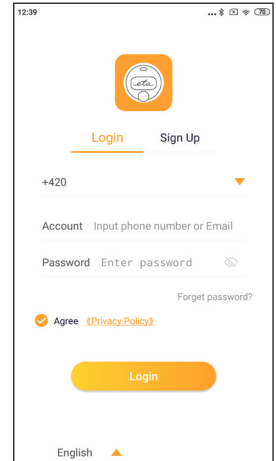 12:39
... 70
eta
Login Sign Up
+420
Account Input phone number or Email
Password Enter password
Forget password?
Agree 《Privacy Policy》
Login
English